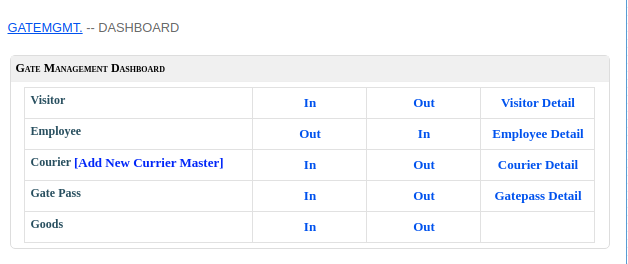 GATEMGMT. -- DASHBOARD
Gate Management Dashboard
Visitor In Out Visitor Detail
Employee Out In Employee Detail
Courier [Add New Currier Master] In Out Courier Detail
Gate Pass In Out Gatepass Detail
Goods In Out